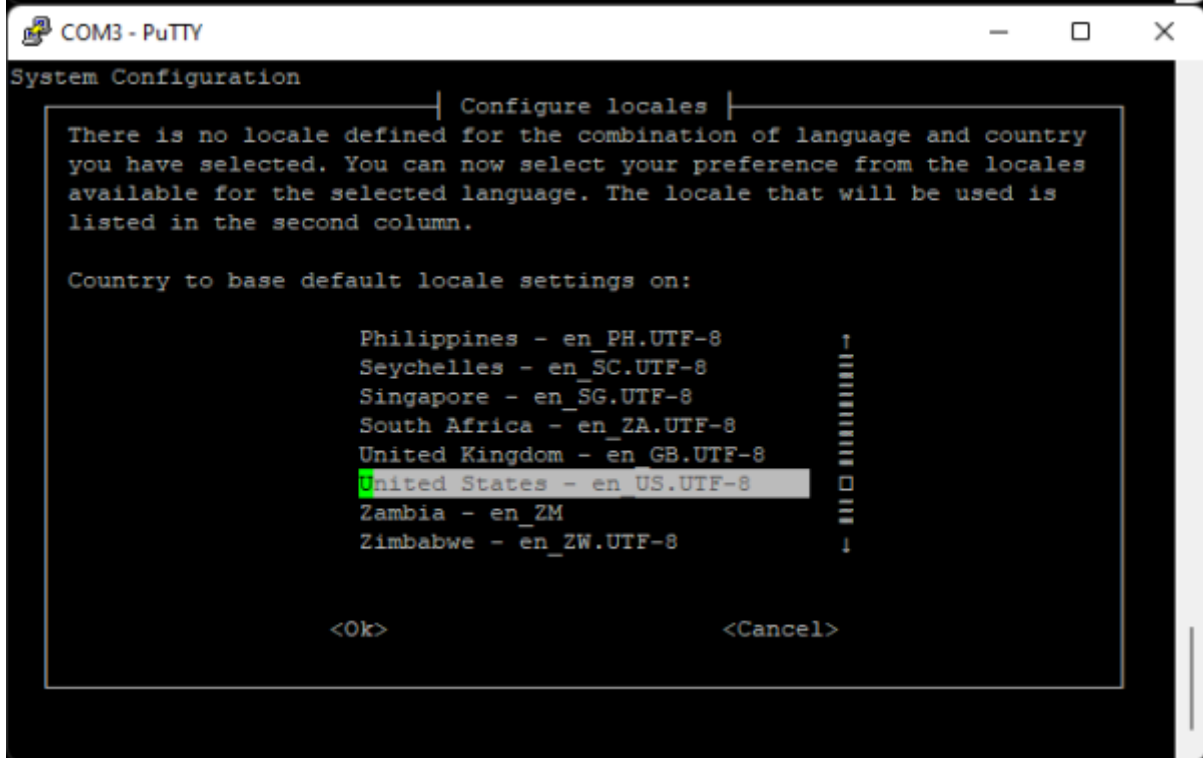 COM3 - PuTTY
System Configuration
Configure locales
There is no locale defined for the combination of language and country
you have selected. You can now select your preference from the locales
available for the selected language. The locale that will be used is
listed in the second column.
Country to base default locale settings on:
Philippines - en_PH.UTF-8
Seychelles - en_SC.UTF-8
Singapore - en_SG.UTF-8
South Africa - en_ZA.UTF-8
United Kingdom - en_GB.UTF-8
United States - en_US.UTF-8
Zambia - en_ZM
Zimbabwe - en_ZW.UTF-8
<Ok> <Cancel>